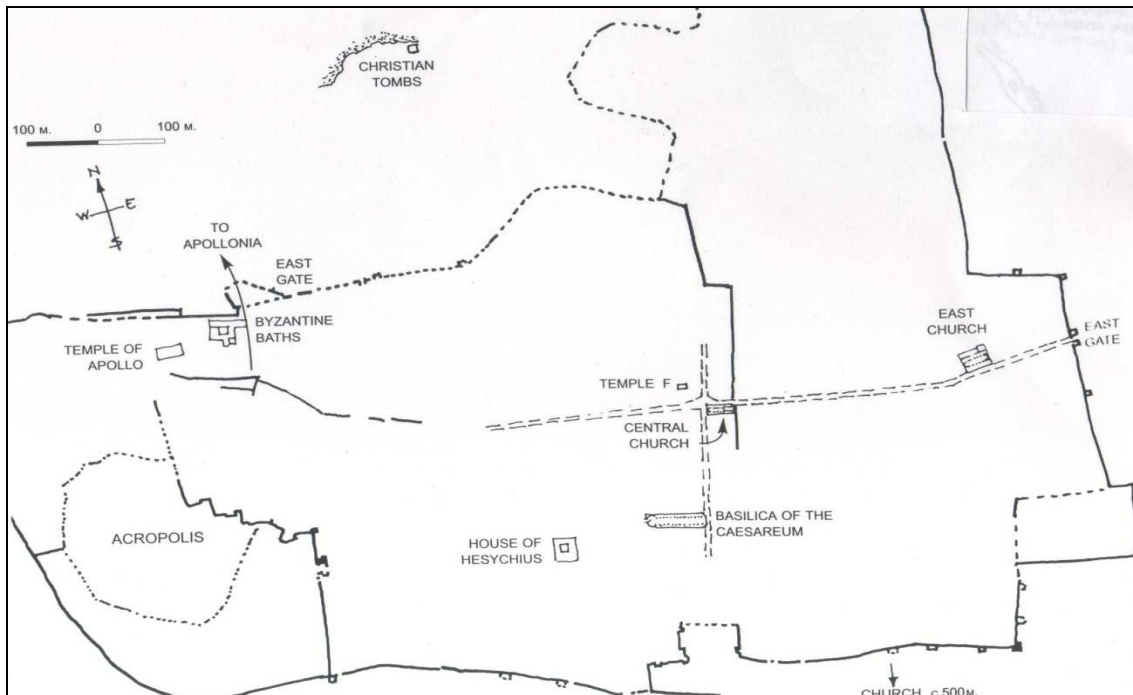 CHRISTIAN
TOMBS
100 M.
0
100 M.
N
W
E
S
TO
APOLLONIA
EAST
GATE
BYZANTINE
BATHS
TEMPLE OF
APOLLO
EAST
CHURCH
EAST
GATE
TEMPLE F
CENTRAL
CHURCH
BASILICA OF THE
CAESAREUM
HOUSE OF
HESYCHIUS
ACROPOLIS
CHURCH c 500M.